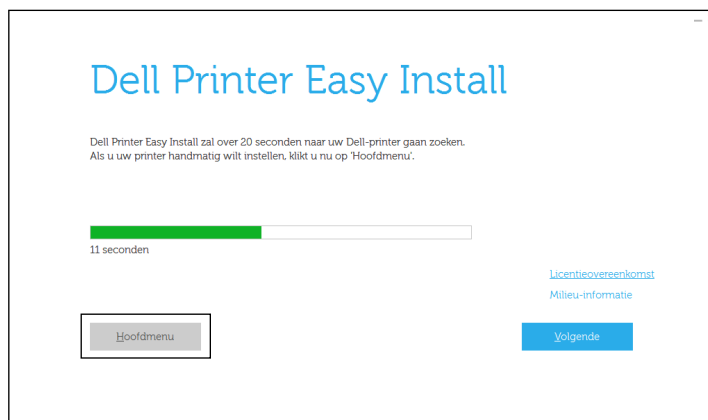 Dell Printer Easy Install
Dell Printer Easy Install zal over 20 seconden naar uw Dell-printer gaan zoeken.
Als u uw printer handmatig wilt instellen, klikt u nu op 'Hoofdmenu'.
11 seconden
Licentieovereenkomst
Milieu-informatie
Hoofdmenu
Volgende